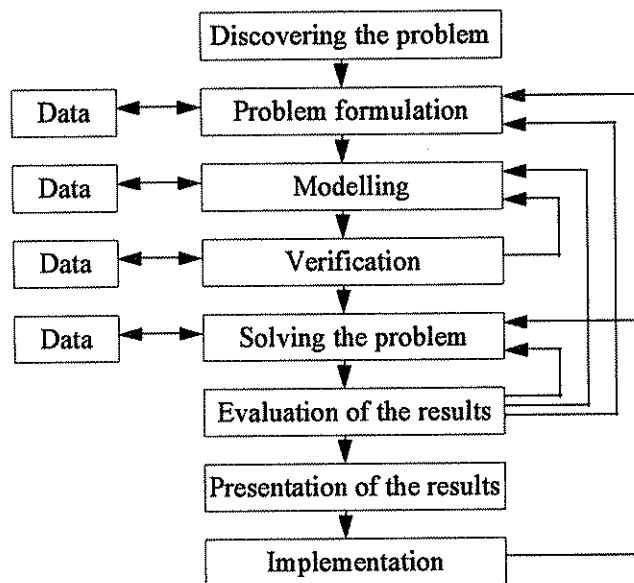 Discovering the problem
Data
Problem formulation
Data
Modelling
Data
Verification
Data
Solving the problem
Evaluation of the results
Presentation of the results
Implementation